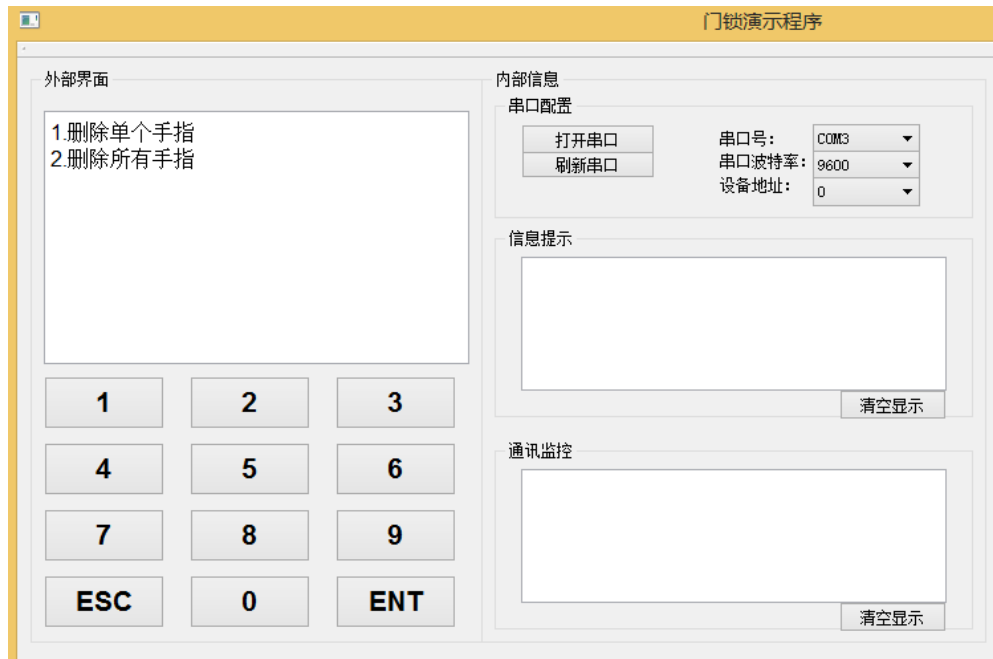 门锁演示程序
外部界面
1.删除单个手指
2.删除所有手指
1 2 3
4 5 6
7 8 9
ESC 0 ENT
内部信息
串口配置
打开串口
刷新串口
串口号: COM3
串口波特率: 9600
设备地址: 0
信息提示
清空显示
通讯监控
清空显示